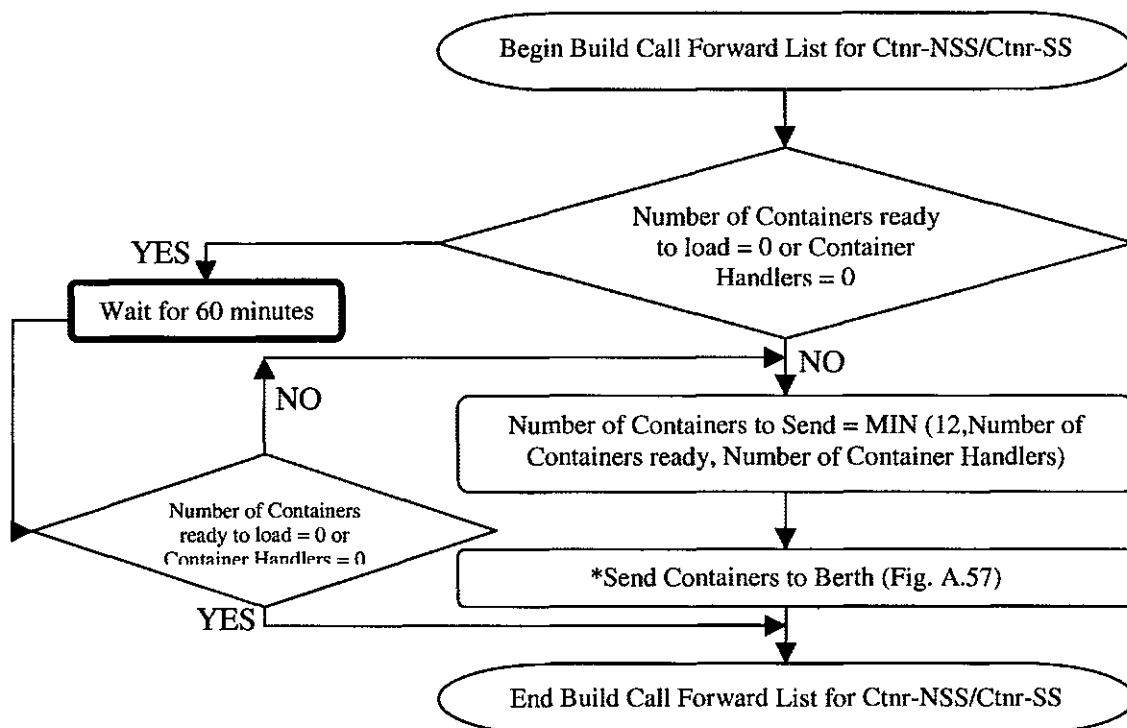 Begin Build Call Forward List for Ctnr-NSS/Ctnr-SS
Number of Containers ready
to load = 0 or Container
Handlers = 0
YES
Wait for 60 minutes
NO
NO
Number of Containers to Send = MIN (12,Number of
Containers ready, Number of Container Handlers)
Number of Containers
ready to load = 0 or
Container Handlers = 0
*Send Containers to Berth (Fig. A.57)
YES
End Build Call Forward List for Ctnr-NSS/Ctnr-SS